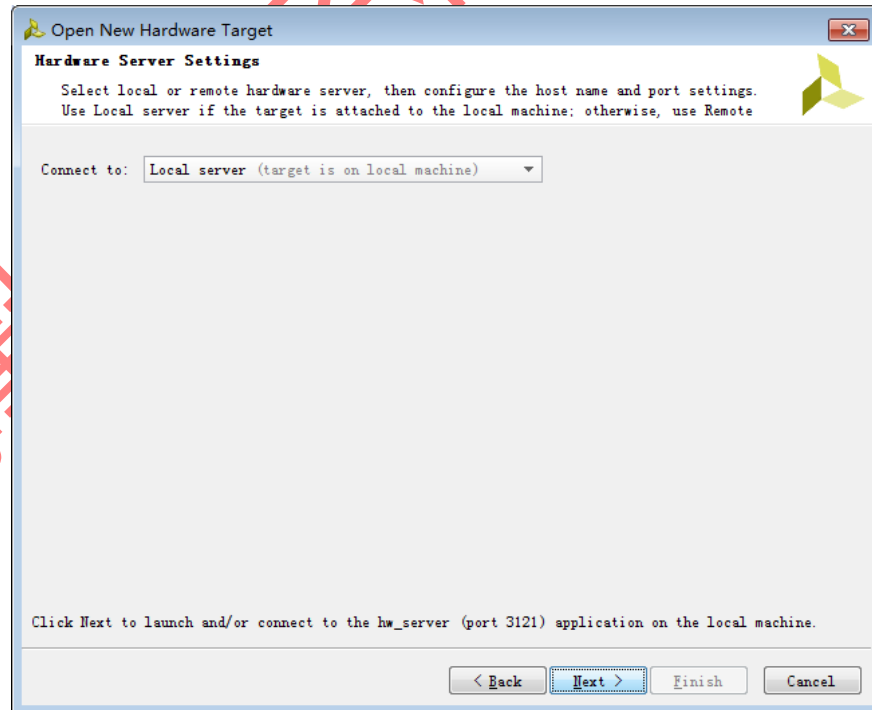 Open New Hardware Target
Hardware Server Settings
Select local or remote hardware server, then configure the host name and port settings.
Use Local server if the target is attached to the local machine; otherwise, use Remote
Connect to: Local server (target is on local machine)
Click Next to launch and/or connect to the hw_server (port 3121) application on the local machine.
< Back Next > Finish Cancel